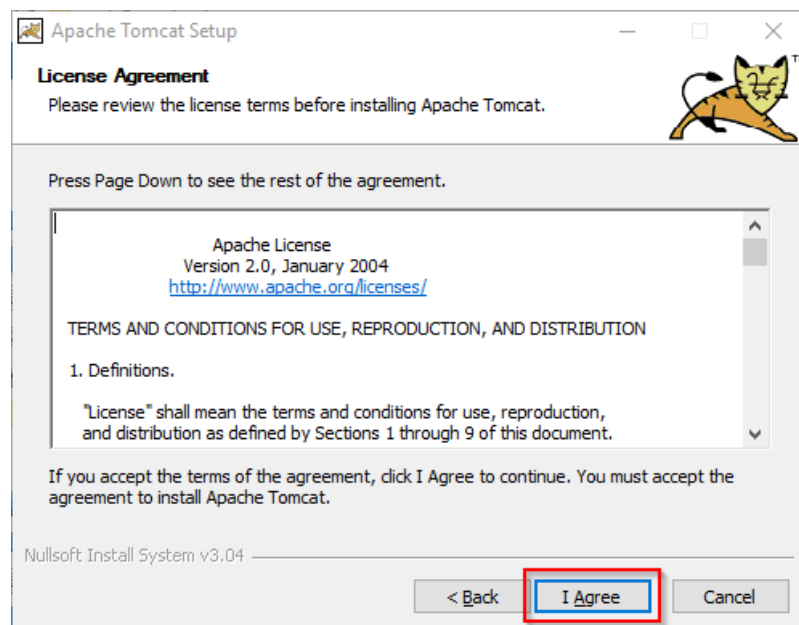 Apache Tomcat Setup
License Agreement
Please review the license terms before installing Apache Tomcat.
TM
Press Page Down to see the rest of the agreement.
Apache License
Version 2.0, January 2004
http://www.apache.org/licenses/
TERMS AND CONDITIONS FOR USE, REPRODUCTION, AND DISTRIBUTION
1. Definitions.
"License" shall mean the terms and conditions for use, reproduction,
and distribution as defined by Sections 1 through 9 of this document.
If you accept the terms of the agreement, click I Agree to continue. You must accept the
agreement to install Apache Tomcat.
Nullsoft Install System v3.04
< Back I Agree Cancel